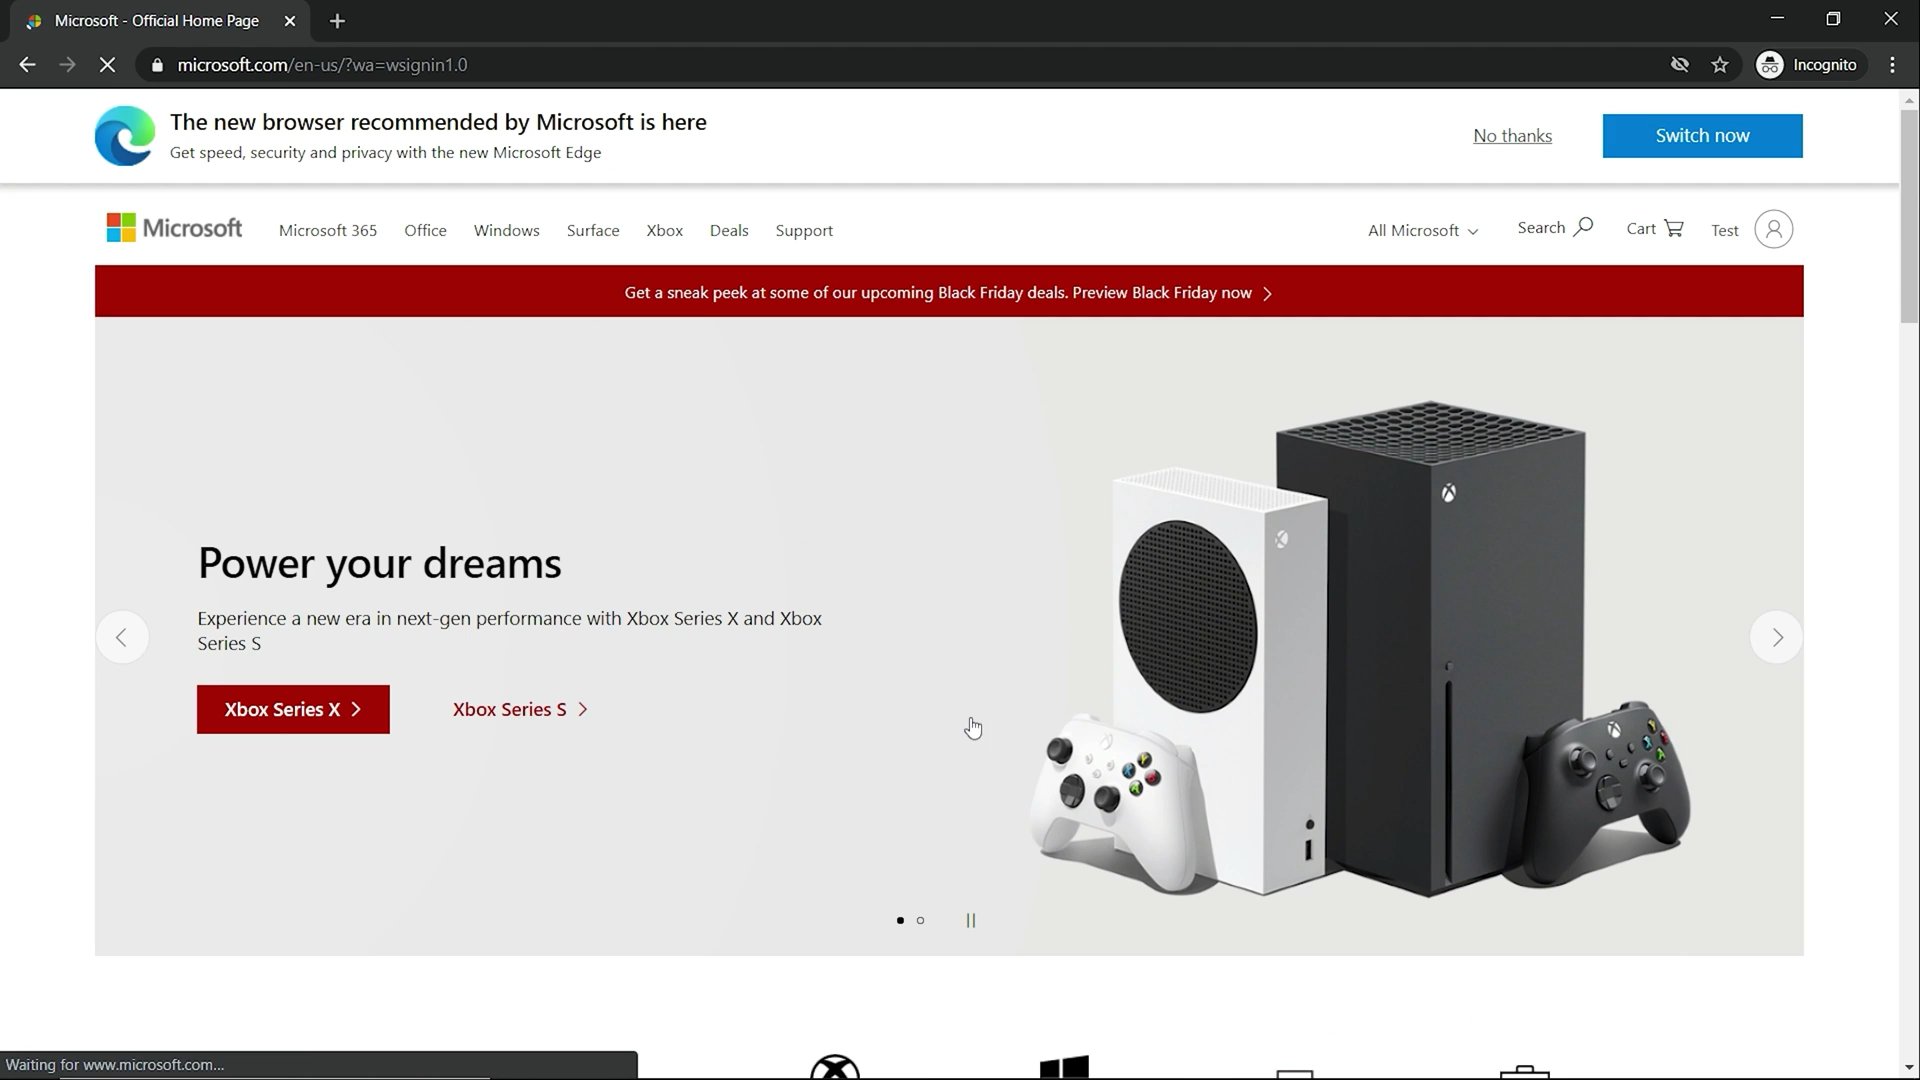 Microsoft - Official Home Page
microsoft.com/en-us/?wa=wsignin1.0
Incognito
The new browser recommended by Microsoft is here
Get speed, security and privacy with the new Microsoft Edge
No thanks
Switch now
Microsoft
Microsoft 365
Office
Windows
Surface
Xbox
Deals
Support
All Microsoft
Search
Cart
Test
Get a sneak peek at some of our upcoming Black Friday deals. Preview Black Friday now
Power your dreams
Experience a new era in next-gen performance with Xbox Series X and Xbox
Series S
Xbox Series X
Xbox Series S
Waiting for www.microsoft.com...